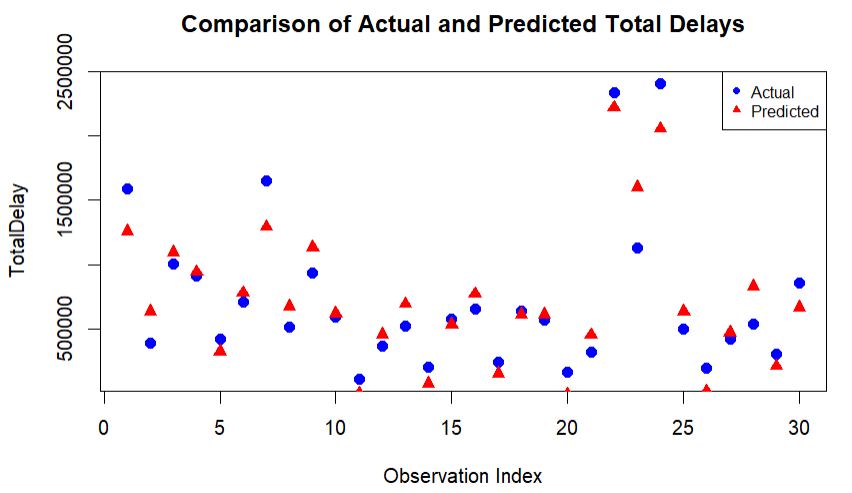 Comparison of Actual and Predicted Total Delays
2500000
1500000
500000
TotalDelay
Actual
Predicted
0 5 10 15 20 25 30
Observation Index